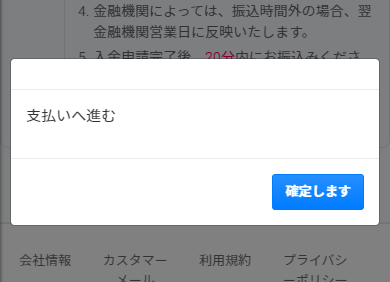 4. 金融機関によっては、振込時間外の場合、翌
金融機関営業日に反映いたします。
5. 入金申請完了後、20分内にお振込みくださ
支払いへ進む
確定します
会社情報
カスタマー
メール
利用規約
プライバシ
ーポリシー